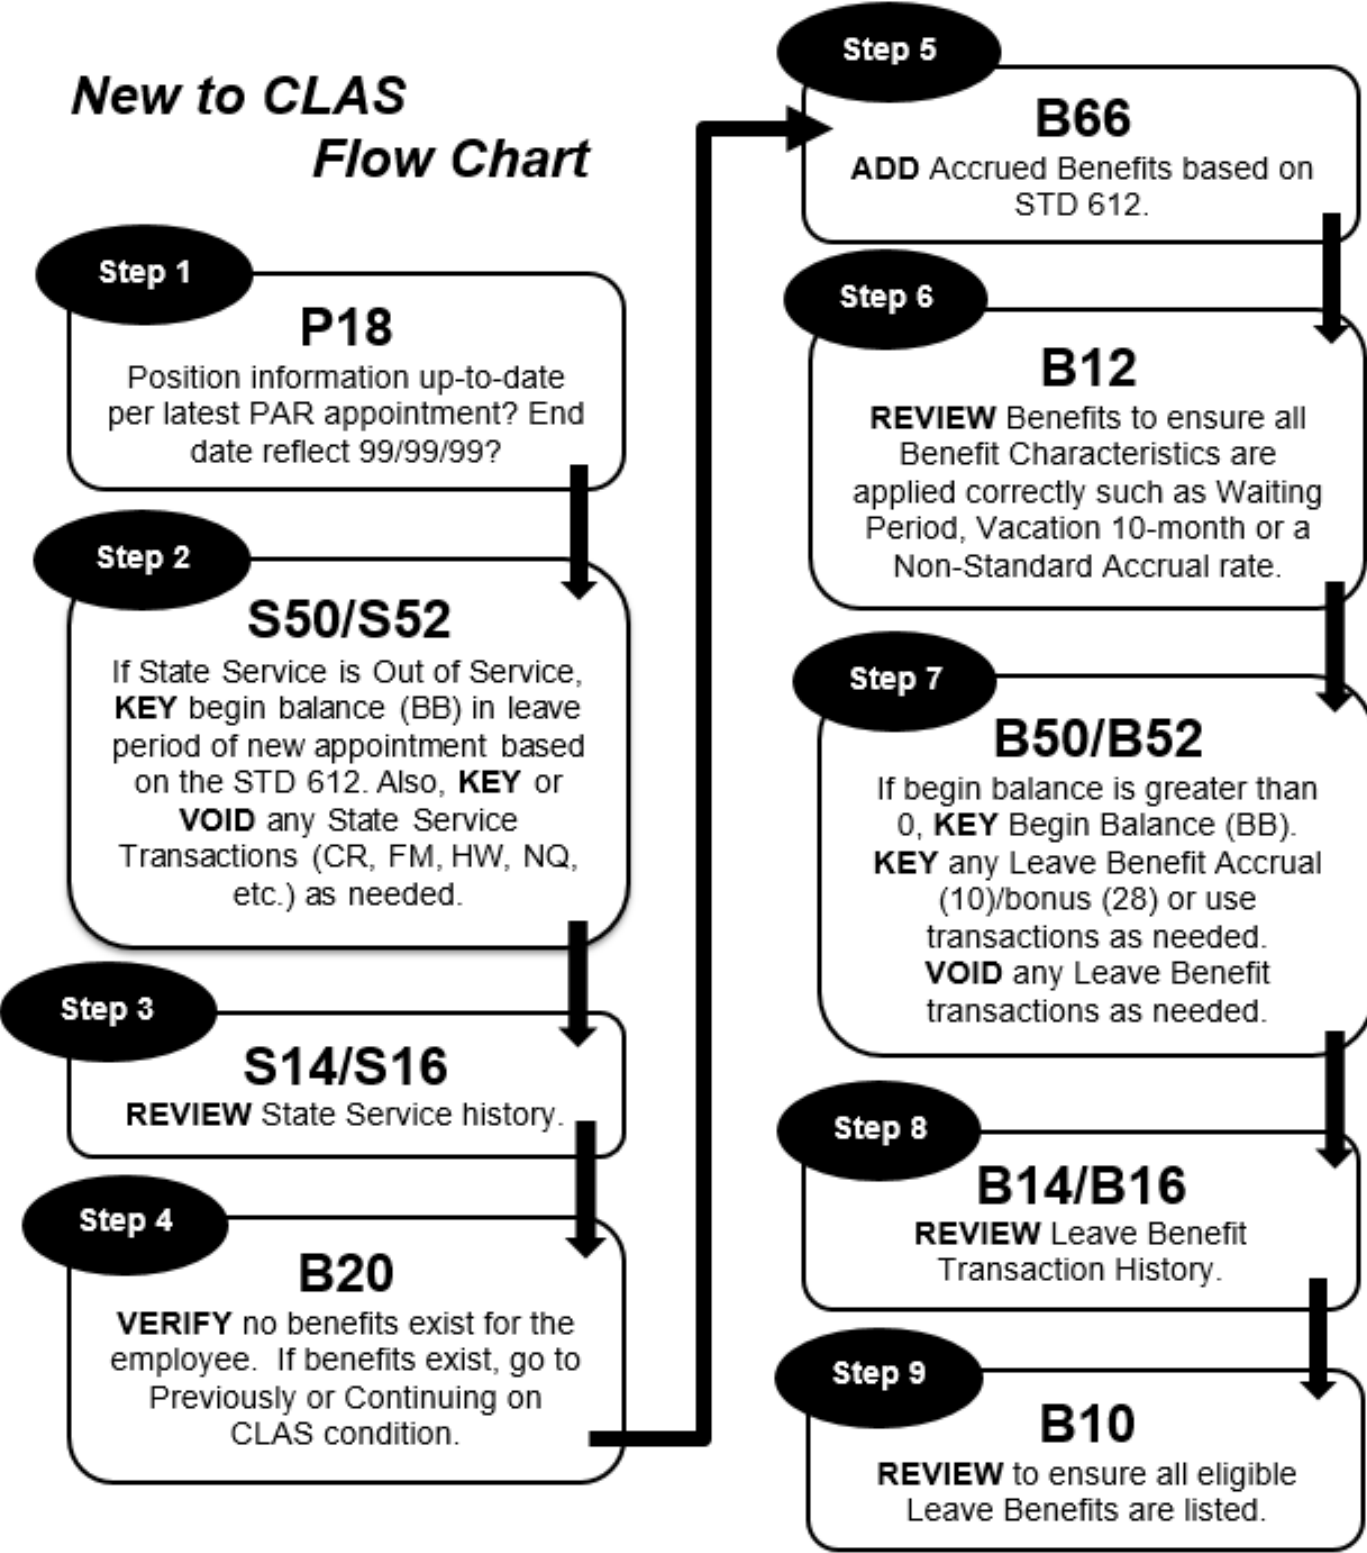 New to CLAS
Flow Chart
Step 1
P18
Position information up-to-date
per latest PAR appointment? End
date reflect 99/99/99?
Step 2
S50/S52
If State Service is Out of Service,
KEY begin balance (BB) in leave
period of new appointment based
on the STD 612. Also, KEY or
VOID any State Service
Transactions (CR, FM, HW, NQ,
etc.) as needed.
Step 3
S14/S16
REVIEW State Service history.
Step 4
B20
VERIFY no benefits exist for the
employee. If benefits exist, go to
Previously or Continuing on
CLAS condition.
Step 5
B66
ADD Accrued Benefits based on
STD 612.
Step 6
B12
REVIEW Benefits to ensure all
Benefit Characteristics are
applied correctly such as Waiting
Period, Vacation 10-month or a
Non-Standard Accrual rate.
Step 7
B50/B52
If begin balance is greater than
0, KEY Begin Balance (BB).
KEY any Leave Benefit Accrual
(10)/bonus (28) or use
transactions as needed.
VOID any Leave Benefit
transactions as needed.
Step 8
B14/B16
REVIEW Leave Benefit
Transaction History.
Step 9
B10
REVIEW to ensure all eligible
Leave Benefits are listed.